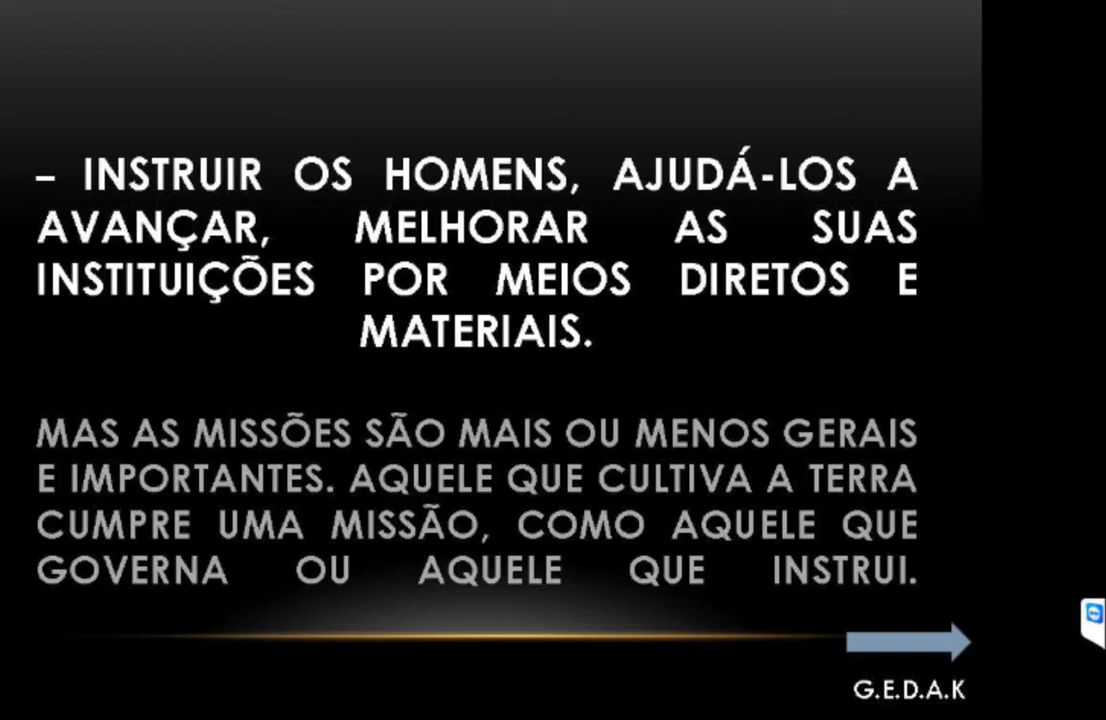 – INSTRUIR OS HOMENS, AJUDÁ-LOS A
AVANÇAR, MELHORAR AS SUAS
INSTITUIÇÕES POR MEIOS DIRETOS E
MATERIAIS.
MAS AS MISSÕES SÃO MAIS OU MENOS GERAIS
E IMPORTANTES. AQUELE QUE CULTIVA A TERRA
CUMPRE UMA MISSÃO, COMO AQUELE QUE
GOVERNA OU AQUELE QUE INSTRUI.
G.E.D.A.K